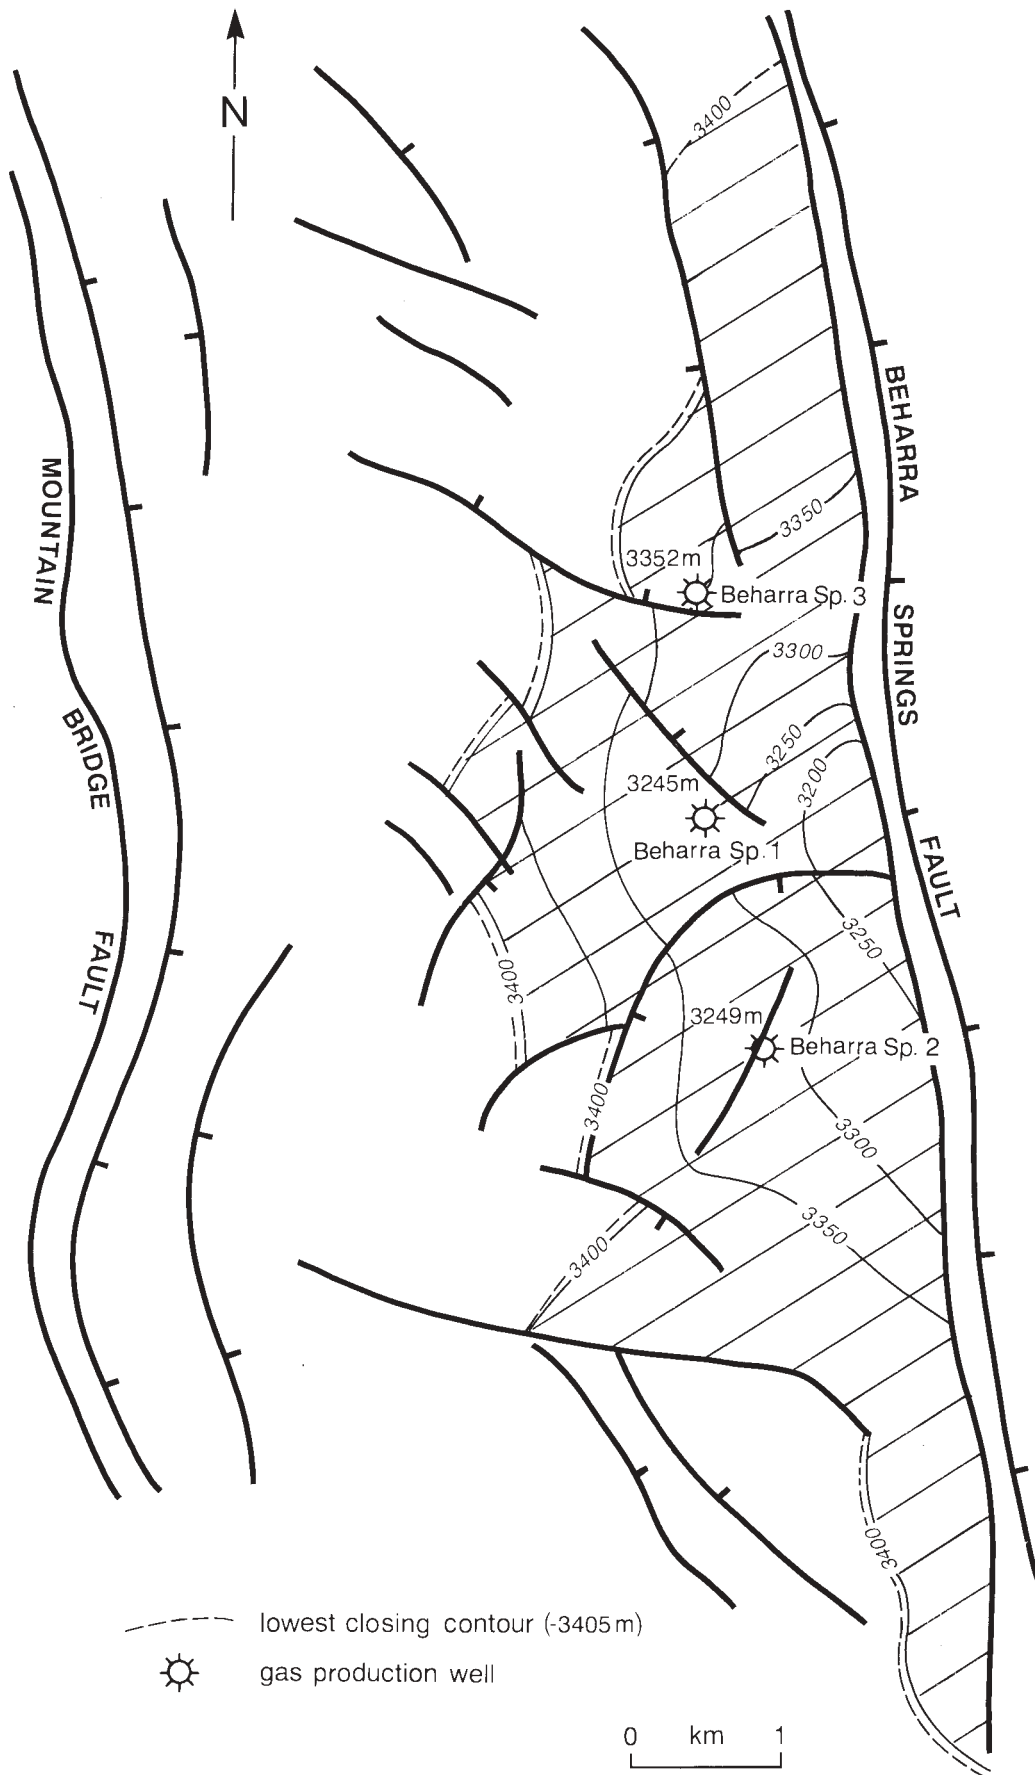 N
3400
BEHARRA
SPRINGS
FAULT
MOUNTAIN
BRIDGE
FAULT
3350
3352m
Beharra Sp. 3
3300
3250
3200
3245m
Beharra Sp. 1
3250
3400
3249m
Beharra Sp. 2
3400
3300
3350
3400
3400
lowest closing contour (-3405m)
gas production well
0 km 1